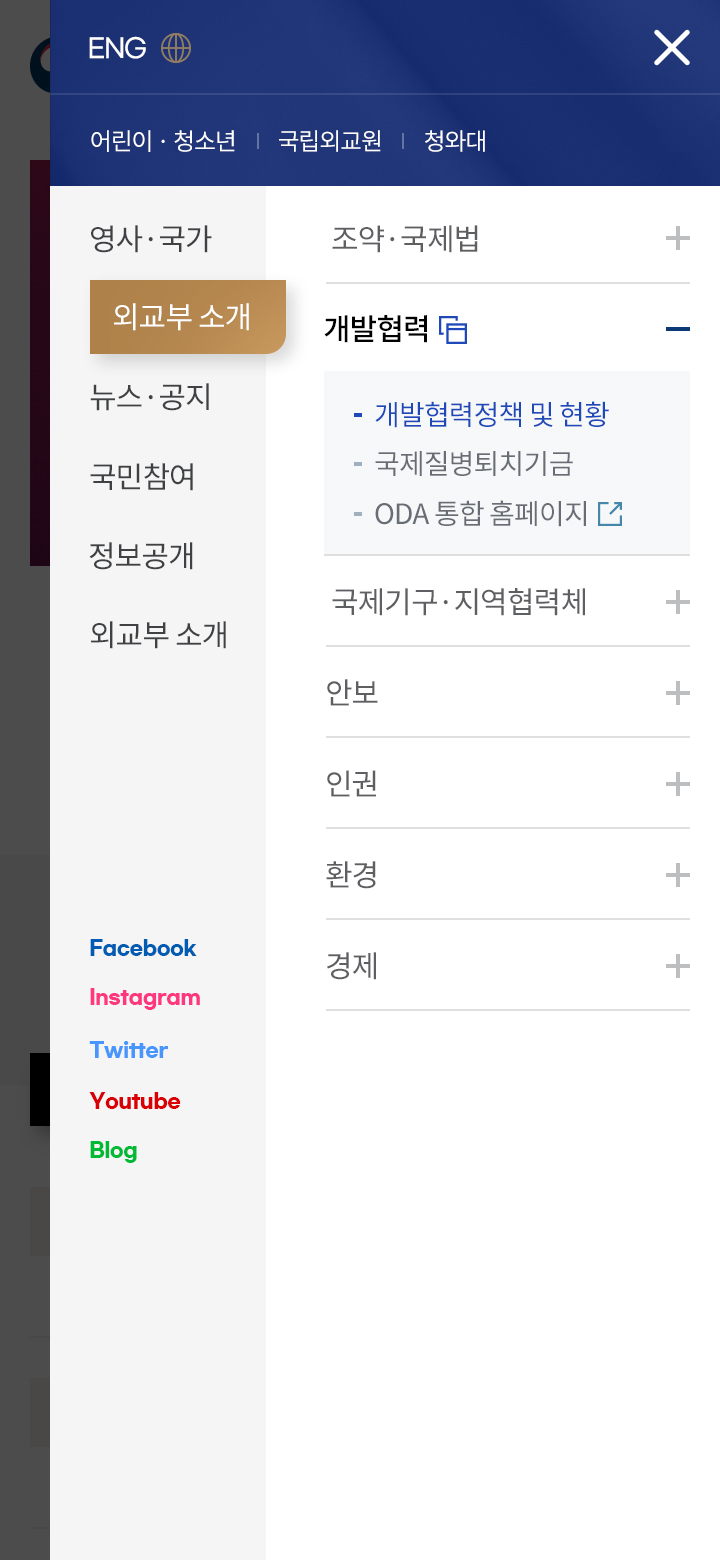 ENG
어린이 · 청소년
국립외교원
청와대
영사·국가
외교부 소개
뉴스·공지
국민참여
정보공개
외교부 소개
Facebook
Instagram
Twitter
Youtube
Blog
조약·국제법
개발협력
개발협력정책 및 현황
국제질병퇴치기금
ODA 통합 홈페이지
국제기구·지역협력체
안보
인권
환경
경제